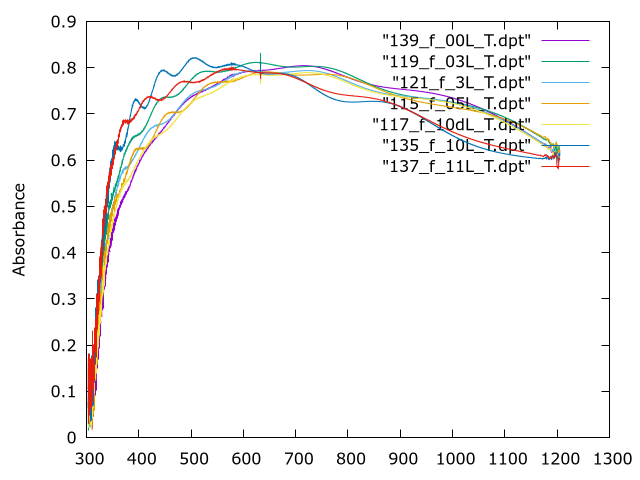 0.9
0.8
0.7
0.6
0.5
0.4
0.3
0.2
0.1
0
Absorbance
"139_f_00L_T.dpt"
"119_f_03L_T.dpt"
"121_f_3L_T.dpt"
"115_f_05L_T.dpt"
"117_f_10dL_T.dpt"
"135_f_10L_T.dpt"
"137_f_11L_T.dpt"
300 400 500 600 700 800 900 1000 1100 1200 1300